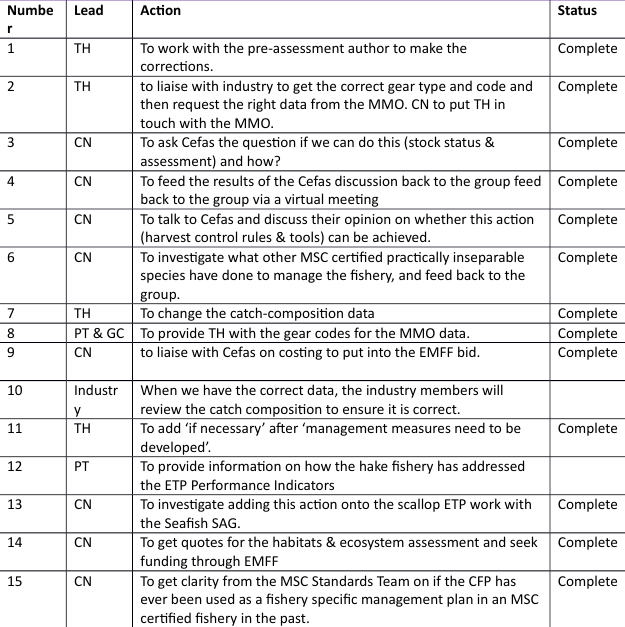 Numbe Lead Action Status
r
1 TH To work with the pre-assessment author to make the Complete
corrections.
2 TH to liaise with industry to get the correct gear type and code and Complete
then request the right data from the MMO. CN to put TH in
touch with the MMO.
3 CN To ask Cefas the question if we can do this (stock status & Complete
assessment) and how?
4 CN To feed the results of the Cefas discussion back to the group feed Complete
back to the group via a virtual meeting
5 CN To talk to Cefas and discuss their opinion on whether this action Complete
(harvest control rules & tools) can be achieved.
6 CN To investigate what other MSC certified practically inseparable Complete
species have done to manage the fishery, and feed back to the
group.
7 TH To change the catch-composition data Complete
8 PT & GC To provide TH with the gear codes for the MMO data. Complete
9 CN to liaise with Cefas on costing to put into the EMFF bid. Complete
10 Industr When we have the correct data, the industry members will
y review the catch composition to ensure it is correct.
11 TH To add ‘if necessary’ after ‘management measures need to be Complete
developed’.
12 PT To provide information on how the hake fishery has addressed
the ETP Performance Indicators
13 CN To investigate adding this action onto the scallop ETP work with Complete
the Seafish SAG.
14 CN To get quotes for the habitats & ecosystem assessment and seek Complete
funding through EMFF
15 CN To get clarity from the MSC Standards Team on if the CFP has Complete
ever been used as a fishery specific management plan in an MSC
certified fishery in the past.